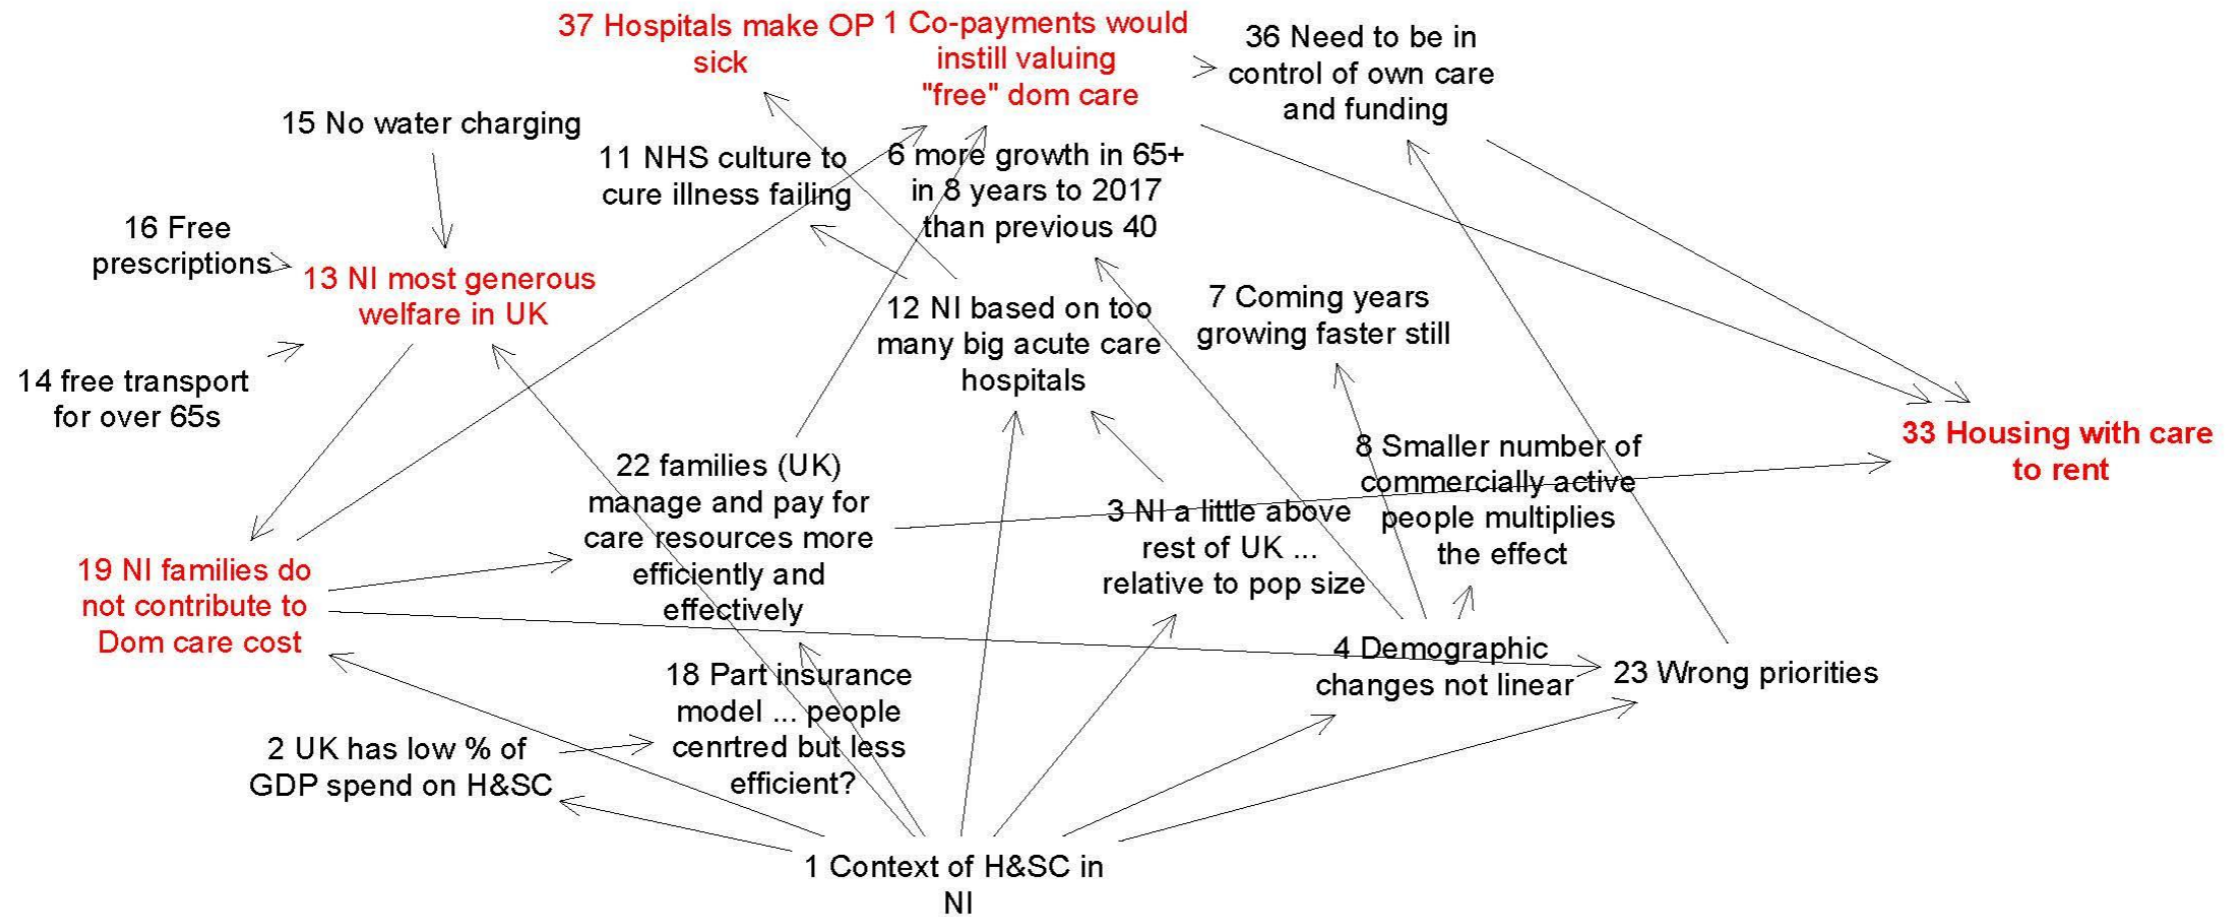 37 Hospitals make OP
sick
1 Co-payments would
instill valuing
"free" dom care
36 Need to be in
control of own care
and funding
15 No water charging
11 NHS culture to
cure illness failing
6 more growth in 65+
in 8 years to 2017
than previous 40
16 Free
prescriptions
13 NI most generous
welfare in UK
12 NI based on too
many big acute care
hospitals
7 Coming years
growing faster still
14 free transport
for over 65s
33 Housing with care
to rent
22 families (UK)
manage and pay for
care resources more
efficiently and
effectively
8 Smaller number of
commercially active
people multiplies
the effect
3 NI a little above
rest of UK ...
relative to pop size
19 NI families do
not contribute to
Dom care cost
4 Demographic
changes not linear
23 Wrong priorities
18 Part insurance
model ... people
cenrtred but less
efficient?
2 UK has low % of
GDP spend on H&SC
1 Context of H&SC in
NI